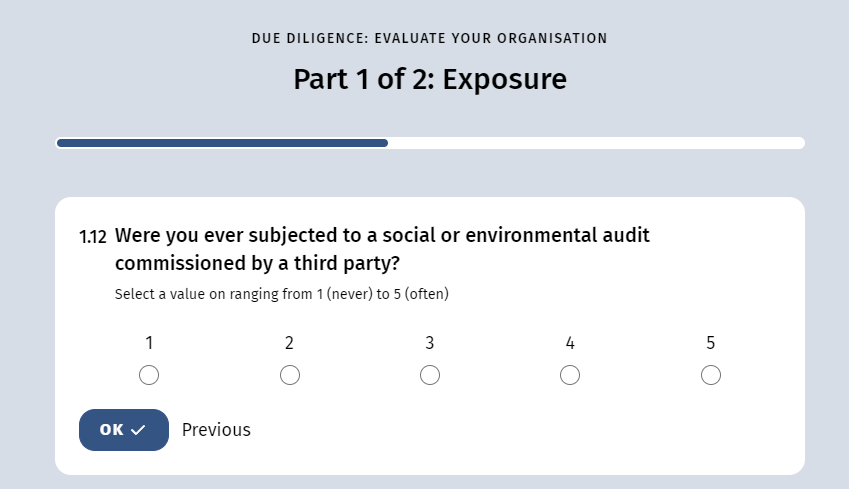 DUE DILIGENCE: EVALUATE YOUR ORGANISATION
Part 1 of 2: Exposure
1.12 Were you ever subjected to a social or environmental audit
commissioned by a third party?
Select a value on ranging from 1 (never) to 5 (often)
1 2 3 4 5
OK Previous